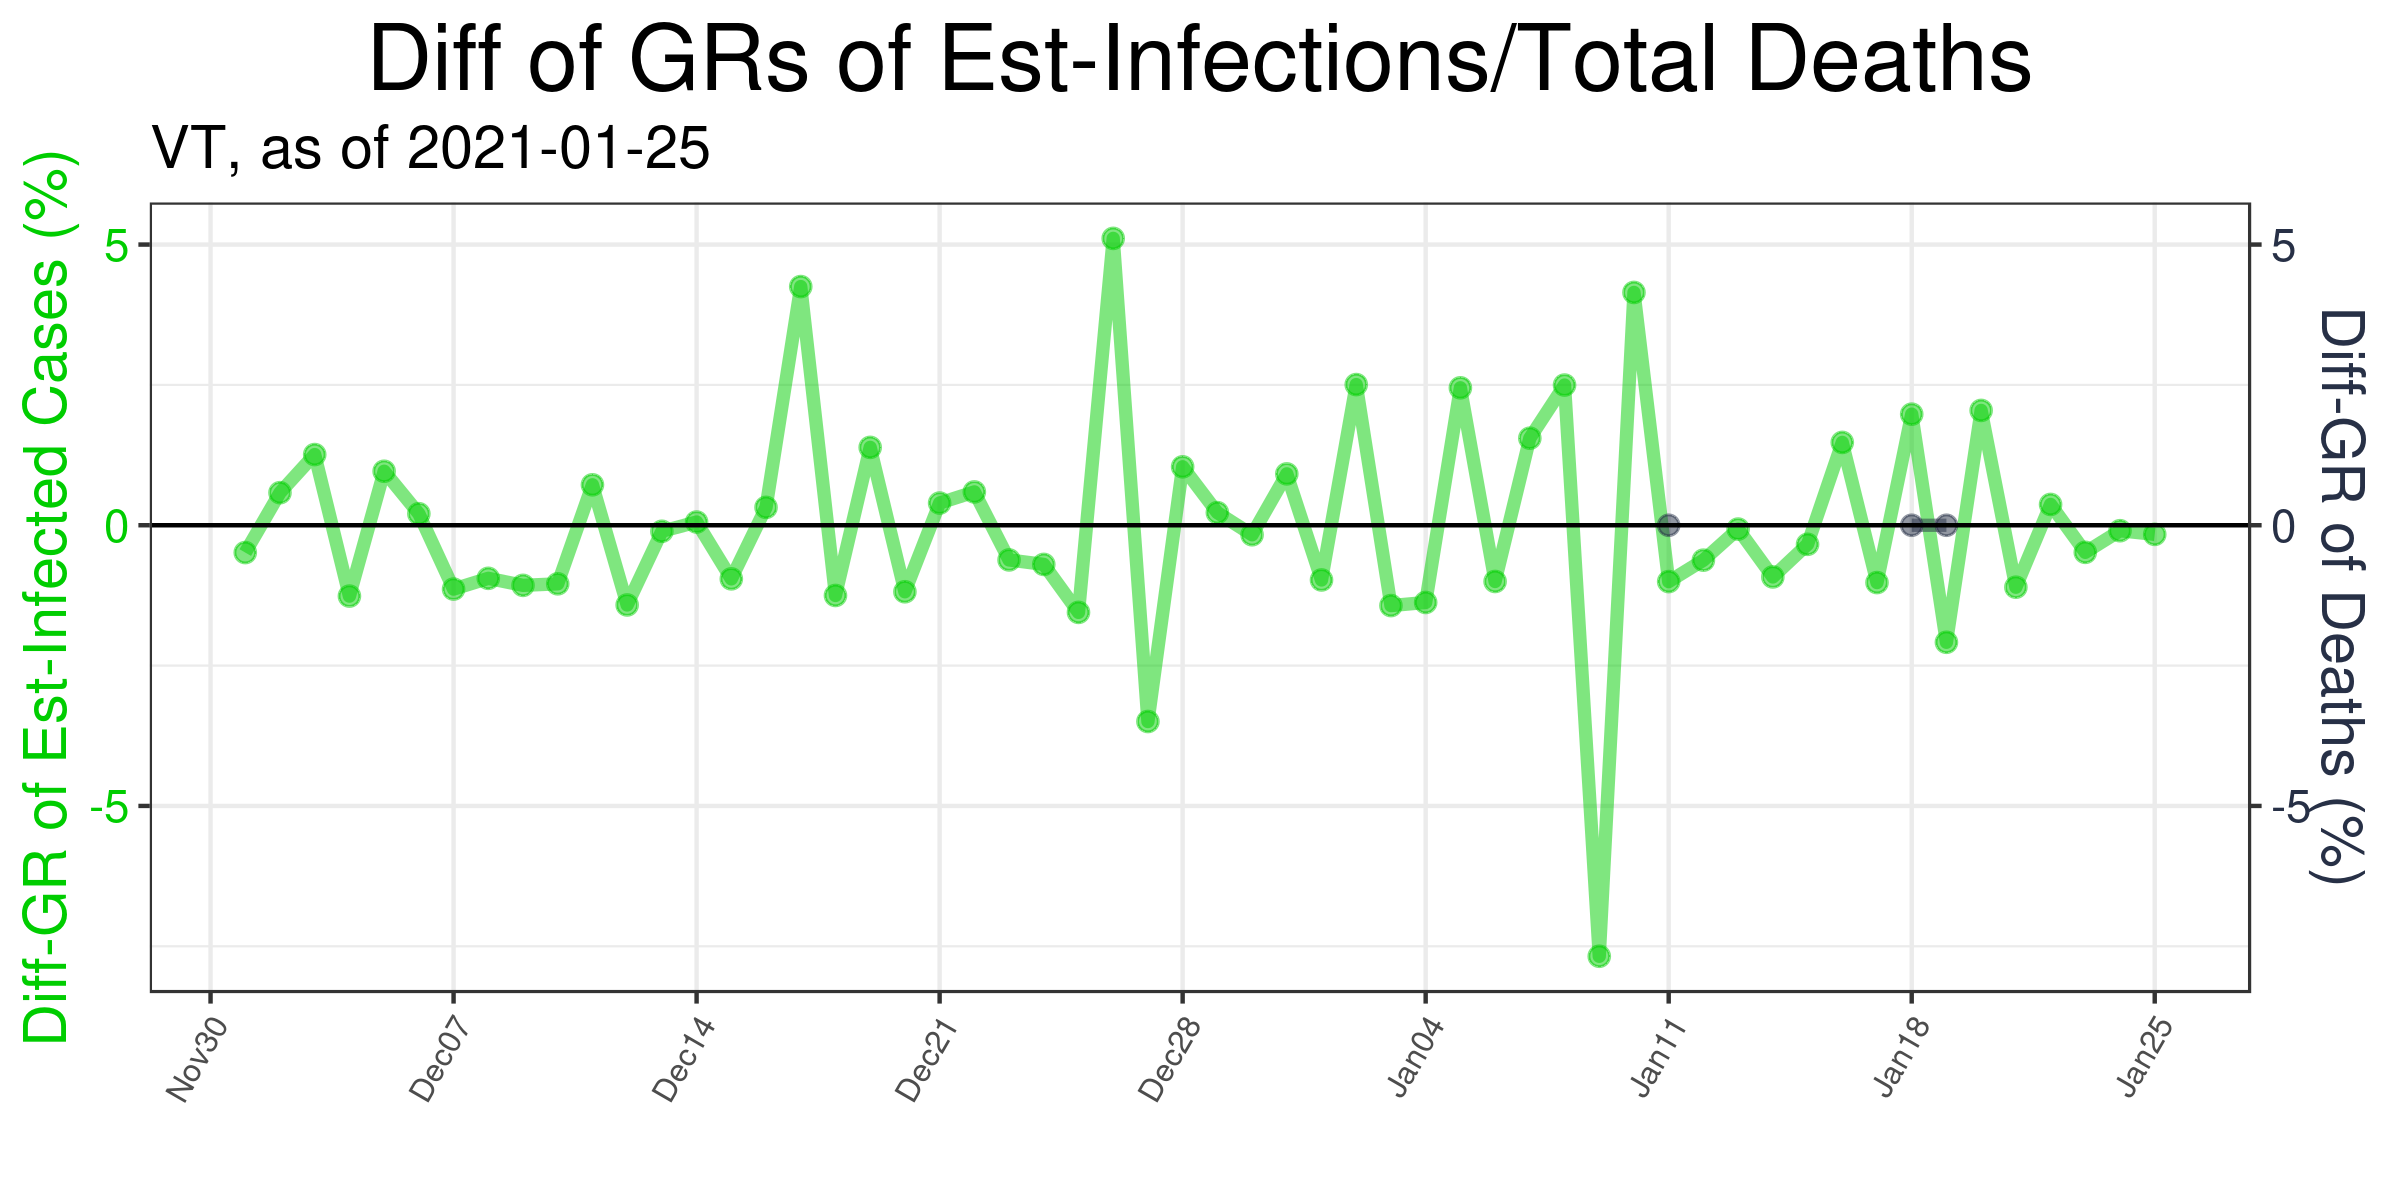 Diff of GRs of Est-Infections/Total Deaths
VT, as of 2021-01-25
Diff-GR of Est-Infected Cases (%)
5
0
-5
5
0
-5
Diff-GR of Deaths (%)
Nov30
Dec07
Dec14
Dec21
Dec28
Jan04
Jan11
Jan18
Jan25